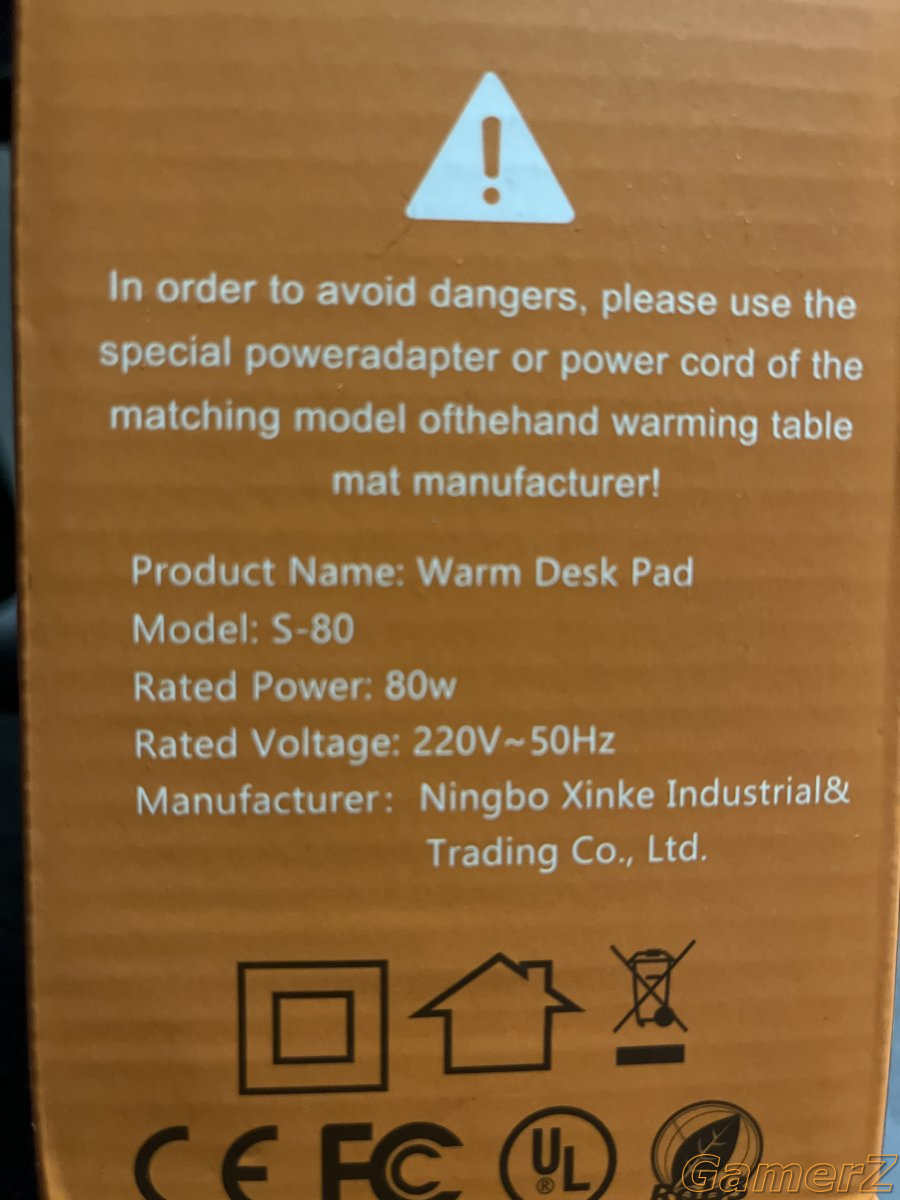 In order to avoid dangers, please use the
special poweradapter or power cord of the
matching model ofthehand warming table
mat manufacturer!
Product Name: Warm Desk Pad
Model: S-80
Rated Power: 80w
Rated Voltage: 220V~50Hz
Manufacturer: Ningbo Xinke Industrial&
Trading Co., Ltd.
CE FC UL ®
GamerZ